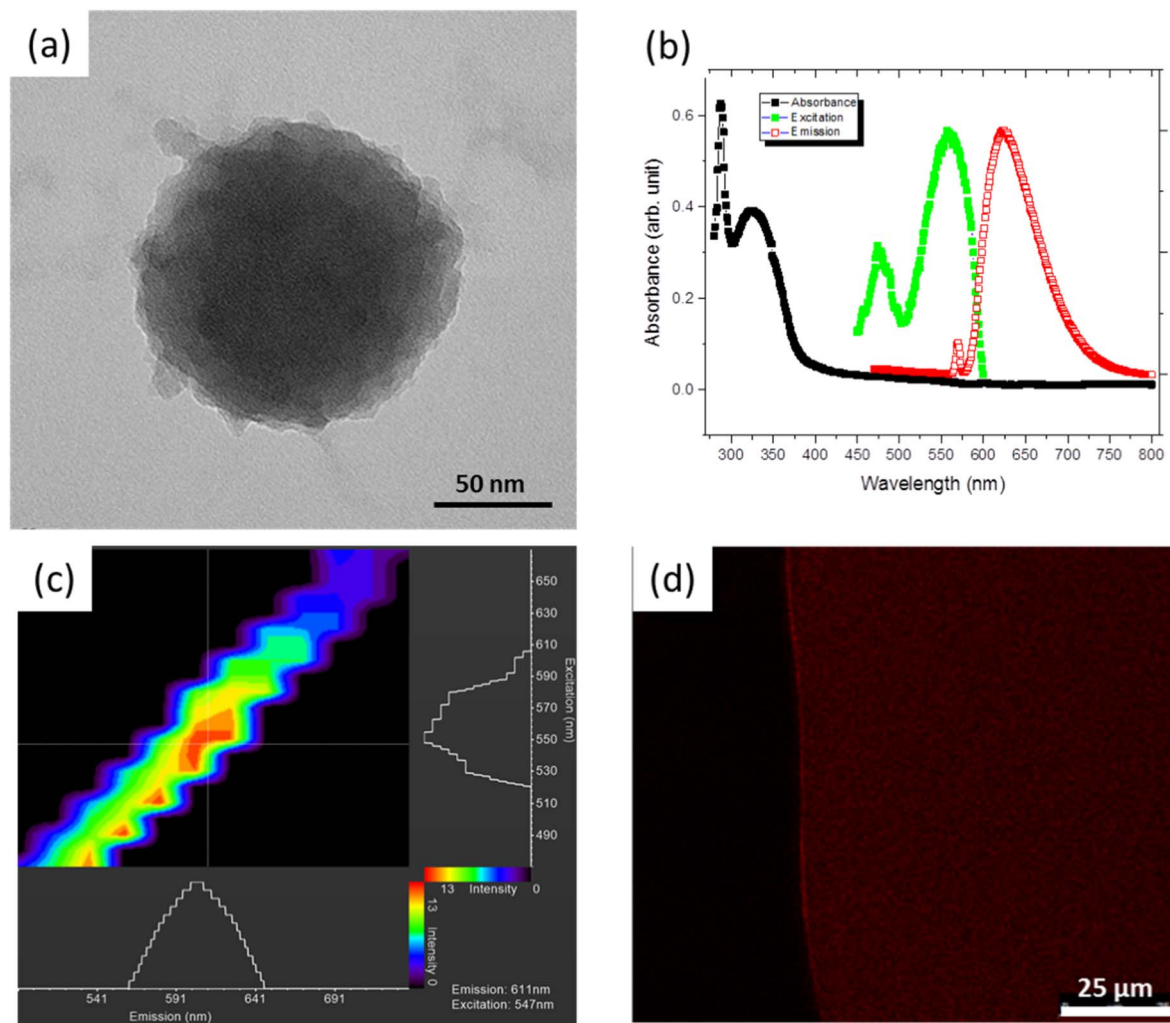 (a)
50 nm
(b)
Absorbance
Excitation
Emission
0.6
0.4
0.2
0.0
Absorbance (arb. unit)
300 350 400 450 500 550 600 650 700 750 800
Wavelength (nm)
(c)
650
630
610
590
570
550
530
510
490
Excitation (nm)
13 Intensity 0
13 Intensity 0
541 591 641 691
Emission (nm)
Emission: 611nm
Excitation: 547nm
(d)
25 µm